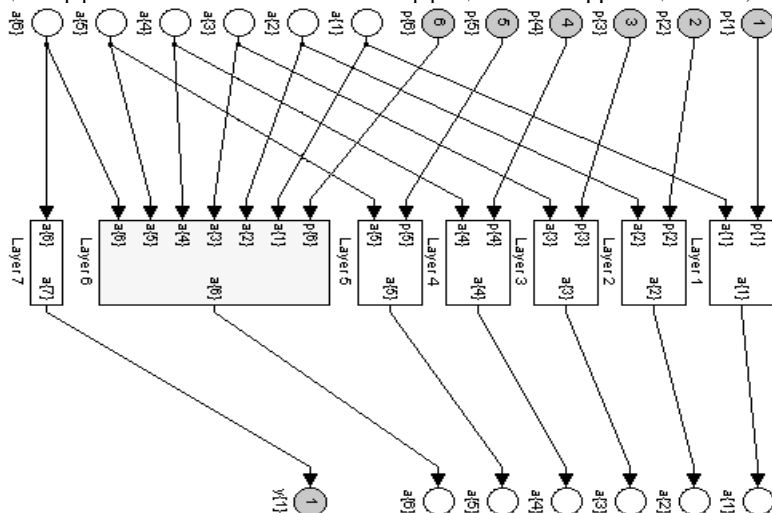 1
p{1}
2
p{2}
3
p{3}
4
p{4}
5
p{5}
6
p{6}
a{1}
a{2}
a{3}
a{4}
a{5}
a{6}
p{1}
a{1}
a{1}
Layer 1
p{2}
a{2}
a{2}
Layer 2
p{3}
a{3}
a{3}
Layer 3
p{4}
a{4}
a{4}
Layer 4
p{5}
a{5}
a{5}
Layer 5
p{6}
a{1}
a{2}
a{3}
a{4}
a{5}
a{6}
a{6}
Layer 6
a{6}
a{7}
Layer 7
a{1}
a{2}
a{3}
a{4}
a{5}
a{6}
1
y{1}